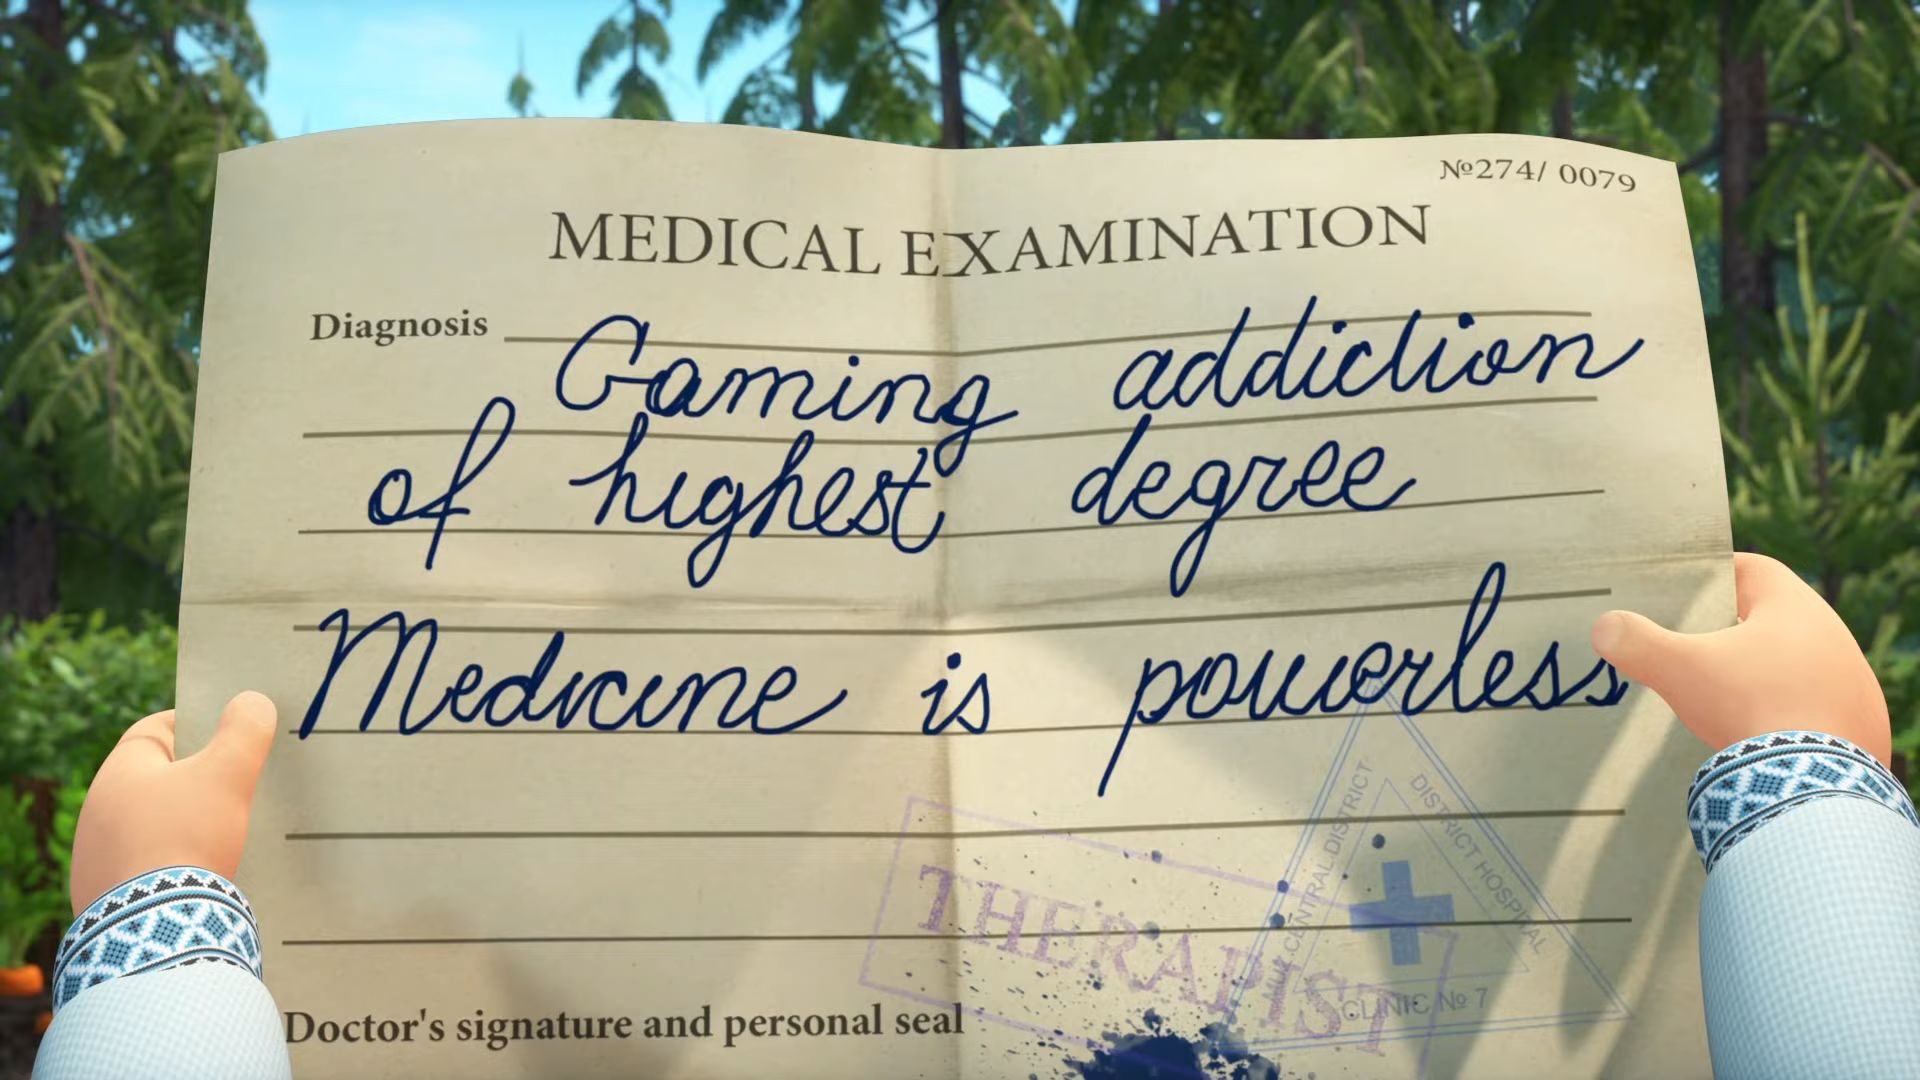 №274/ 0079
MEDICAL EXAMINATION
Diagnosis
Gaming addiction
of highest degree
Medicine is powerless
THERAPIST
CENTRAL DISTRICT
DISTRICT HOSPITAL
CLINIC № 7
Doctor's signature and personal seal